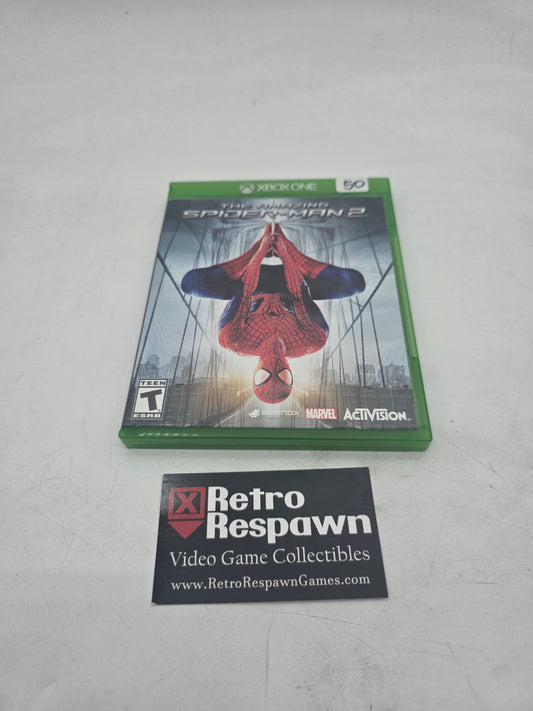 XBOX ONE
50
THE AMAZING
SPIDER-MAN 2
TEEN
T
ESRB
BEENOX
MARVEL
ACTIVISION
Retro
Respawn
Video Game Collectibles
www.RetroRespawnGames.com